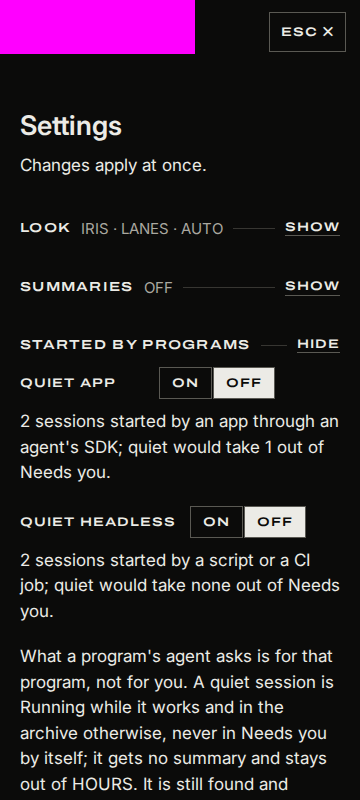 ESC ✕
Settings
Changes apply at once.
LOOK IRIS · LANES · AUTO SHOW
SUMMARIES OFF SHOW
STARTED BY PROGRAMS HIDE
QUIET APP ON OFF
2 sessions started by an app through an
agent's SDK; quiet would take 1 out of
Needs you.
QUIET HEADLESS ON OFF
2 sessions started by a script or a CI
job; quiet would take none out of Needs
you.
What a program's agent asks is for that
program, not for you. A quiet session is
Running while it works and in the
archive otherwise, never in Needs you
by itself; it gets no summary and stays
out of HOURS. It is still found and